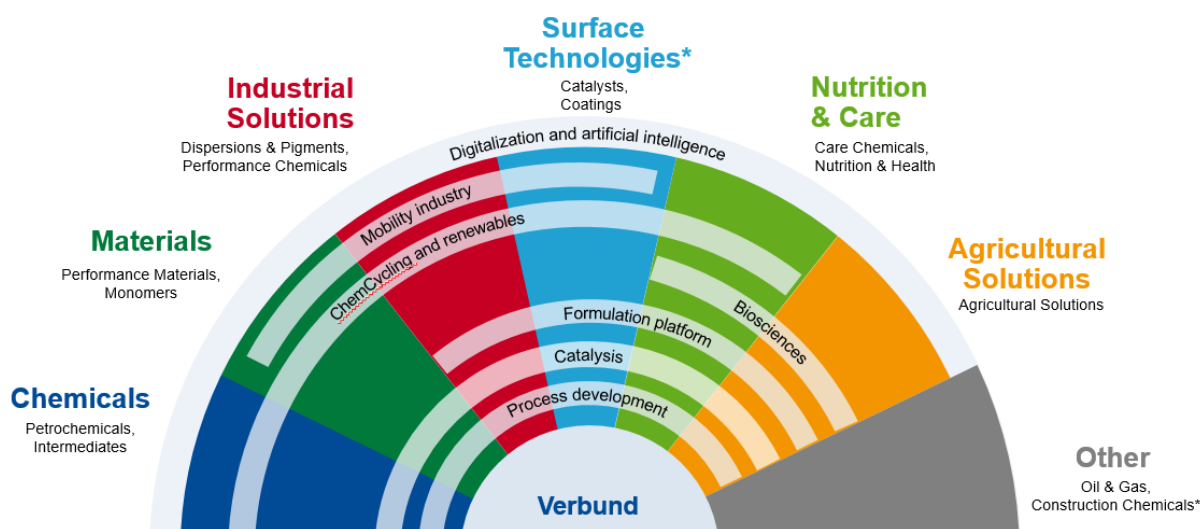 Surface
Technologies*
Catalysts,
Coatings
Industrial
Solutions
Dispersions & Pigments,
Performance Chemicals
Nutrition
& Care
Care Chemicals,
Nutrition & Health
Materials
Performance Materials,
Monomers
Agricultural
Solutions
Agricultural Solutions
Chemicals
Petrochemicals,
Intermediates
Other
Oil & Gas,
Construction Chemicals*
Digitalization and artificial intelligence
Mobility industry
ChemCycling and renewables
Biosciences
Formulation platform
Catalysis
Process development
Verbund